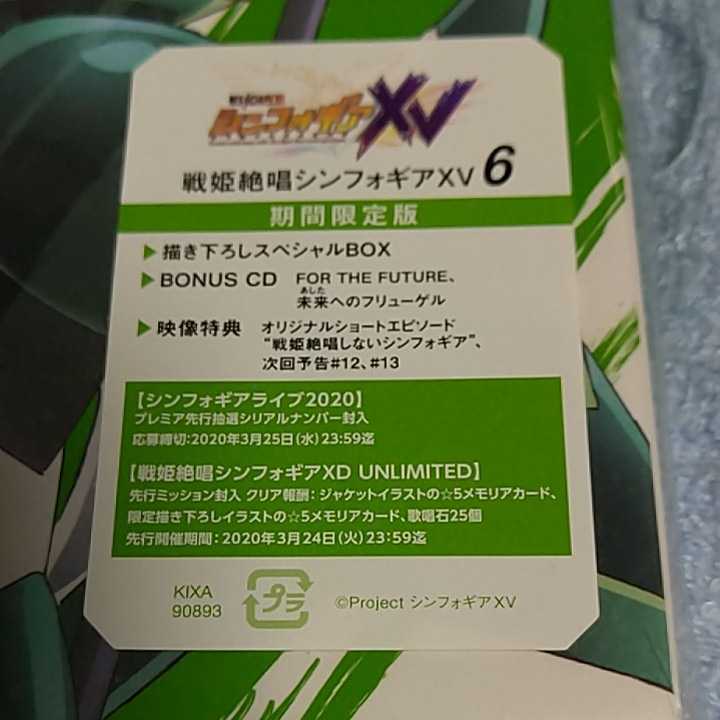 シンフォギアXV
戦姫絶唱シンフォギアXV 6
期間限定版
▶描き下ろしスペシャルBOX
▶BONUS CD FOR THE FUTURE、
あした
未来へのフリューゲル
▶映像特典 オリジナルショートエピソード
“戦姫絶唱しないシンフォギア”、
次回予告#12、#13
【シンフォギアライブ2020】
プレミア先行抽選シリアルナンバー封入
応募締切:2020年3月25日(水)23:59迄
【戦姫絶唱シンフォギアXD UNLIMITED】
先行ミッション封入 クリア報酬:ジャケットイラストの☆5メモリアカード、
限定描き下ろしイラストの☆5メモリアカード、歌唱石25個
先行開催期間:2020年3月24日(火)23:59迄
KIXA
90893
プラ
©Project シンフォギアXV